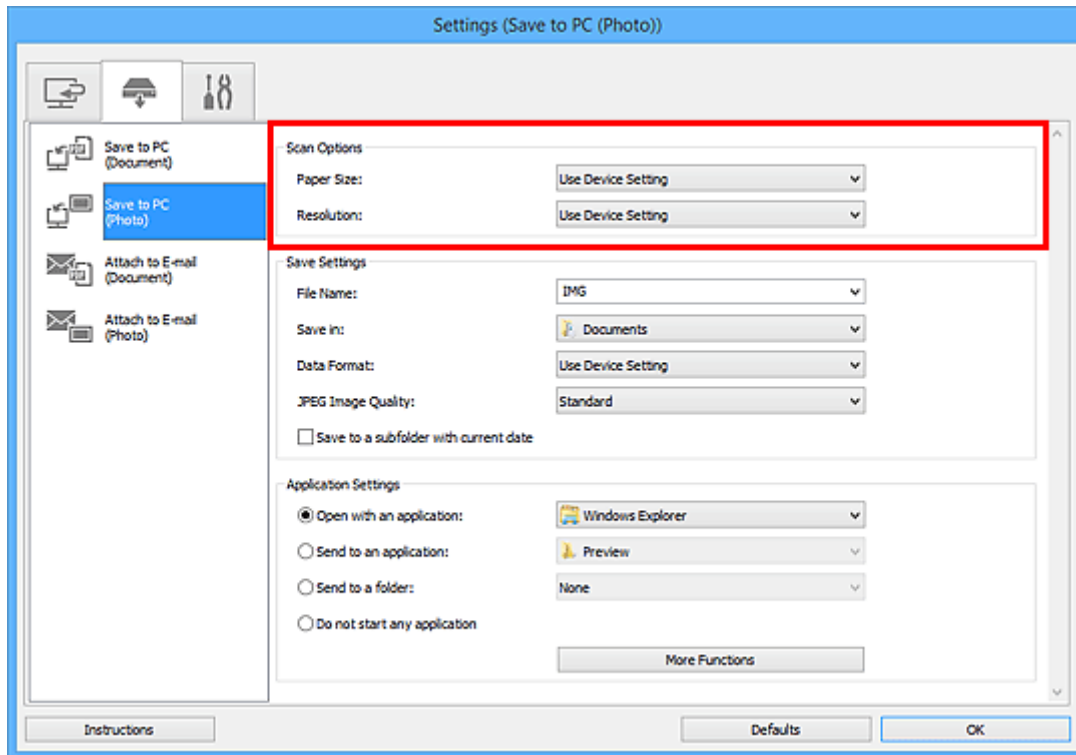 Settings (Save to PC (Photo))
Save to PC
(Document)
Save to PC
(Photo)
Attach to E-mail
(Document)
Attach to E-mail
(Photo)
Scan Options
Paper Size: Use Device Setting
Resolution: Use Device Setting
Save Settings
File Name: IMG
Save in: Documents
Data Format: Use Device Setting
JPEG Image Quality: Standard
Save to a subfolder with current date
Application Settings
Open with an application: Windows Explorer
Send to an application: Preview
Send to a folder: None
Do not start any application
More Functions
Instructions Defaults OK